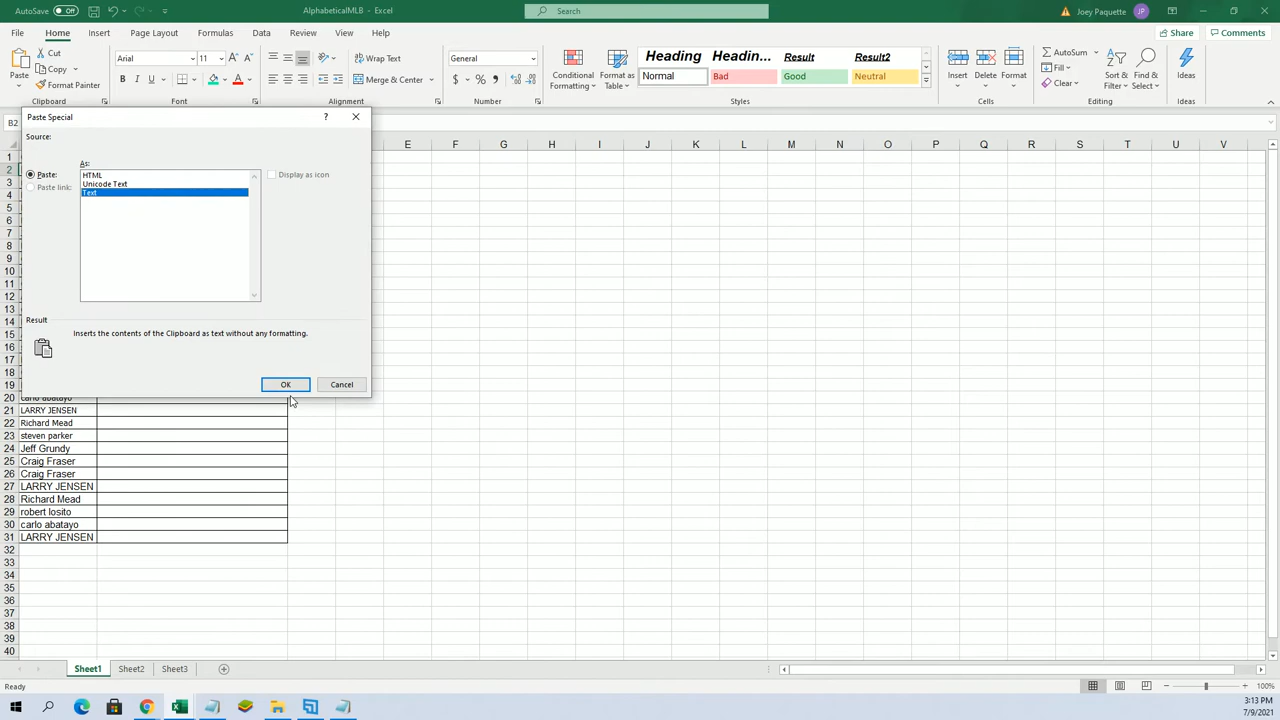 AutoSave Off AlphabeticalMLB - Excel Search Joey Paquette JP
File Home Insert Page Layout Formulas Data Review View Help Share Comments
Paste Cut Copy Format Painter Clipboard
Arial 11 A A B I U A Font
Wrap Text Merge & Center Alignment
General $ % Number
Conditional Formatting Format as Table
Heading Headin... Result Result2
Normal Bad Good Neutral
Styles
Insert Delete Format Cells
AutoSum Fill Clear Sort & Filter Find & Select Editing
Ideas Ideas
B2
Paste Special ?
Source:
As:
Paste:
Paste link:
HTML
Unicode Text
Text
Display as icon
Result
Inserts the contents of the Clipboard as text without any formatting.
OK Cancel
E F G H I J K L M N O P Q R S T U V
1
2
3
4
5
6
7
8
9
10
11
12
13
14
15
16
17
18
19
20 carlo abatayo
21 LARRY JENSEN
22 Richard Mead
23 steven parker
24 Jeff Grundy
25 Craig Fraser
26 Craig Fraser
27 LARRY JENSEN
28 Richard Mead
29 robert losito
30 carlo abatayo
31 LARRY JENSEN
32
33
34
35
36
37
38
39
40
Sheet1 Sheet2 Sheet3
Ready 100%
3:13 PM
7/9/2021